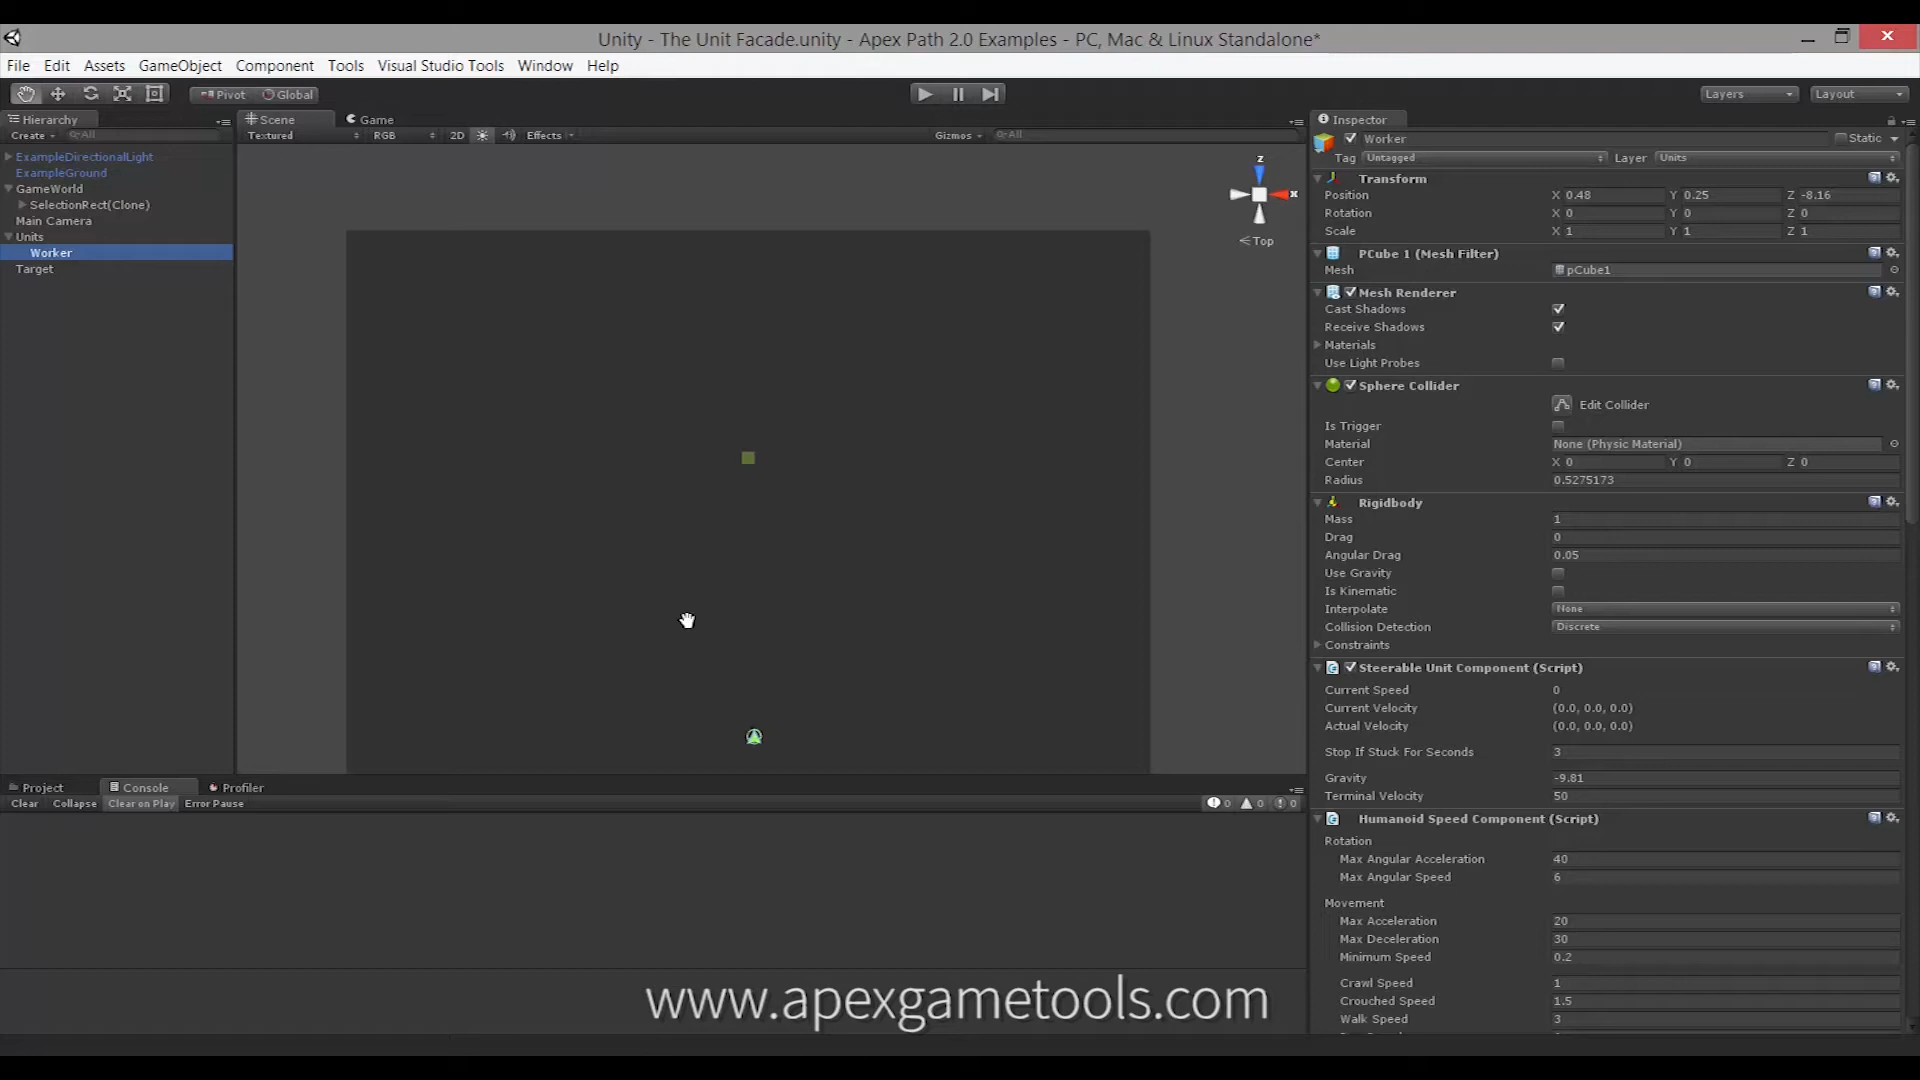 Unity - The Unit Facade.unity - Apex Path 2.0 Examples - PC, Mac & Linux Standalone*
File Edit Assets GameObject Component Tools Visual Studio Tools Window Help
Pivot Global Layers Layout
Hierarchy
Create All
ExampleDirectionalLight
ExampleGround
GameWorld
SelectionRect(Clone)
Main Camera
Units
Worker
Target
Scene Game
Textured RGB 2D Effects Gizmos All
z
x
Top
Inspector
Worker Static
Tag Untagged Layer Units
Transform
Position X 0.48 Y 0.25 Z -8.16
Rotation X 0 Y 0 Z 0
Scale X 1 Y 1 Z 1
PCube 1 (Mesh Filter)
Mesh pCube1
Mesh Renderer
Cast Shadows
Receive Shadows
Materials
Use Light Probes
Sphere Collider
Edit Collider
Is Trigger
Material None (Physic Material)
Center X 0 Y 0 Z 0
Radius 0.5275173
Rigidbody
Mass 1
Drag 0
Angular Drag 0.05
Use Gravity
Is Kinematic
Interpolate None
Collision Detection Discrete
Constraints
Steerable Unit Component (Script)
Current Speed 0
Current Velocity (0.0, 0.0, 0.0)
Actual Velocity (0.0, 0.0, 0.0)
Stop If Stuck For Seconds 3
Gravity -9.81
Terminal Velocity 50
Humanoid Speed Component (Script)
Rotation
Max Angular Acceleration 40
Max Angular Speed 6
Movement
Max Acceleration 20
Max Deceleration 30
Minimum Speed 0.2
Crawl Speed 1
Crouched Speed 1.5
Walk Speed 3
Project Console Profiler
Clear Collapse Clear on Play Error Pause 0 0 0
www.apexgametools.com